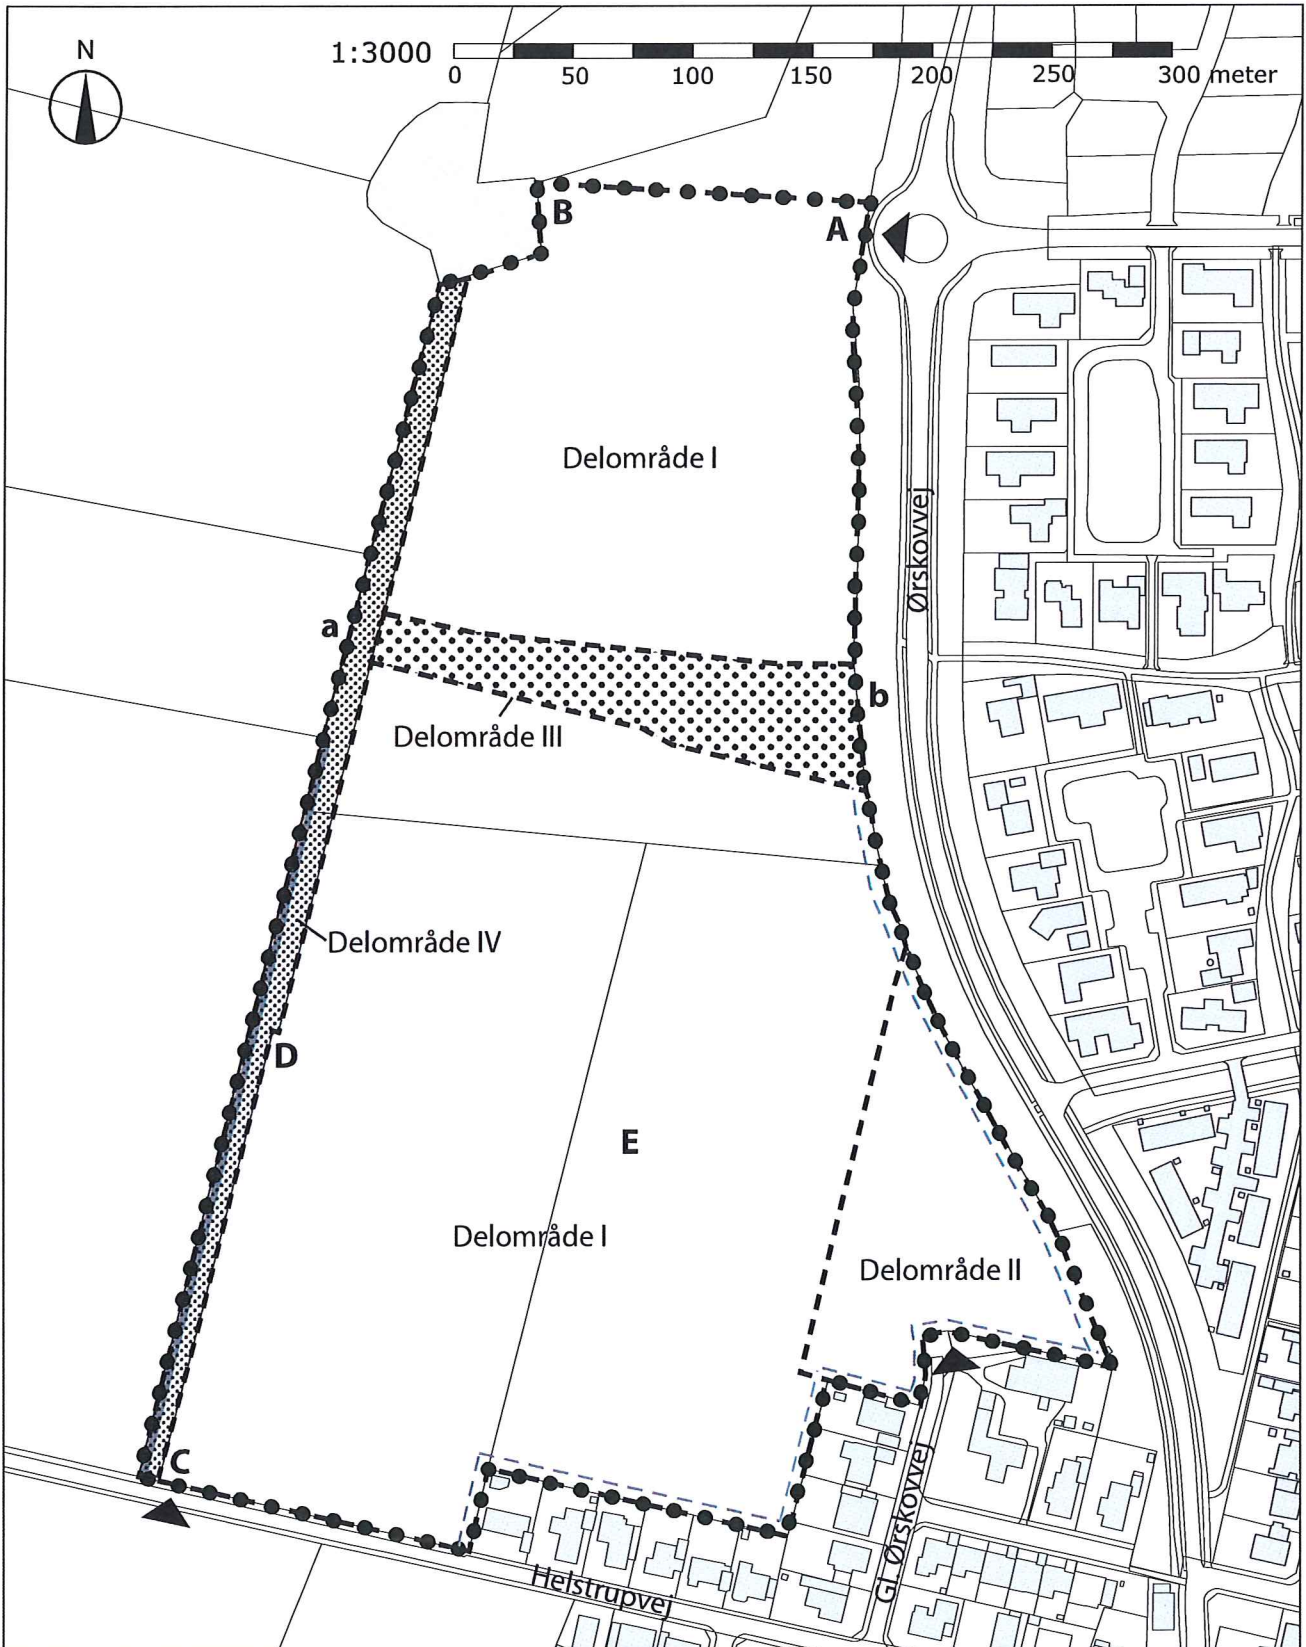 N
1:3000
0 50 100 150 200 250 300 meter
B
A
Delområde I
Ørskovvej
a
b
Delområde III
Delområde IV
D
E
Delområde I
Delområde II
C
Gl. Ørskovvej
Helstrupvej